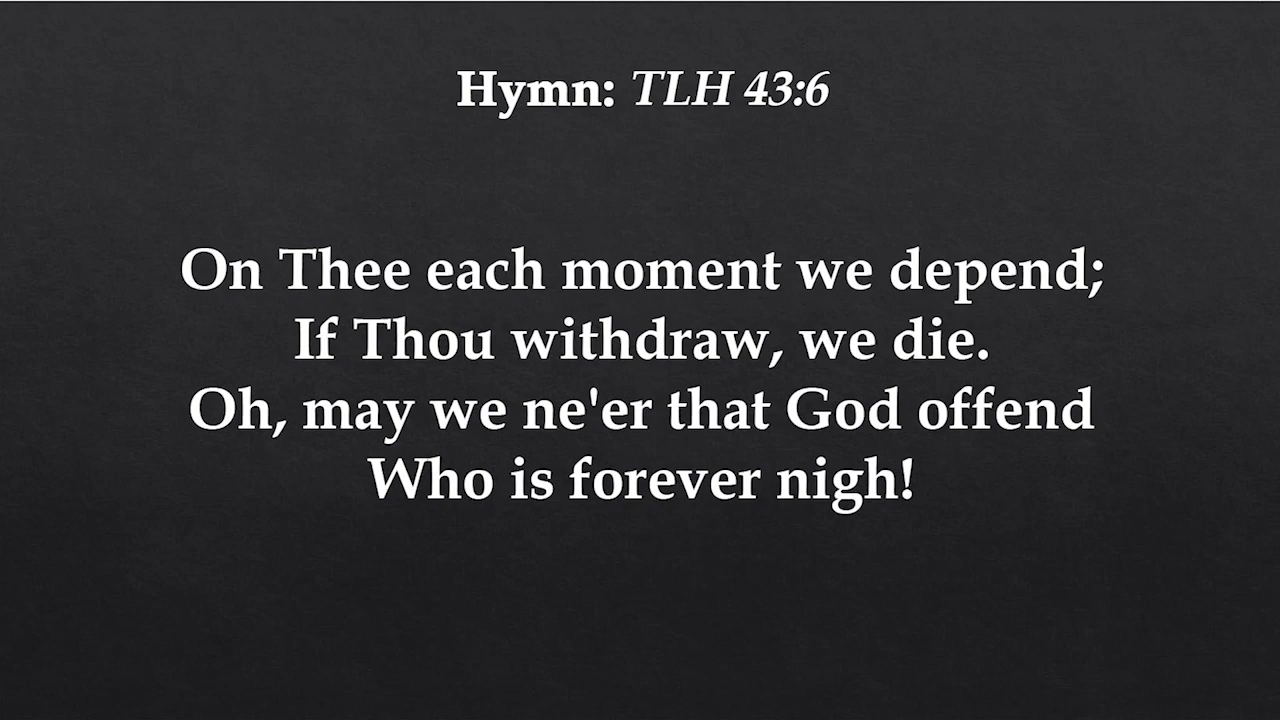 Hymn: TLH 43:6
On Thee each moment we depend;
If Thou withdraw, we die.
Oh, may we ne'er that God offend
Who is forever nigh!